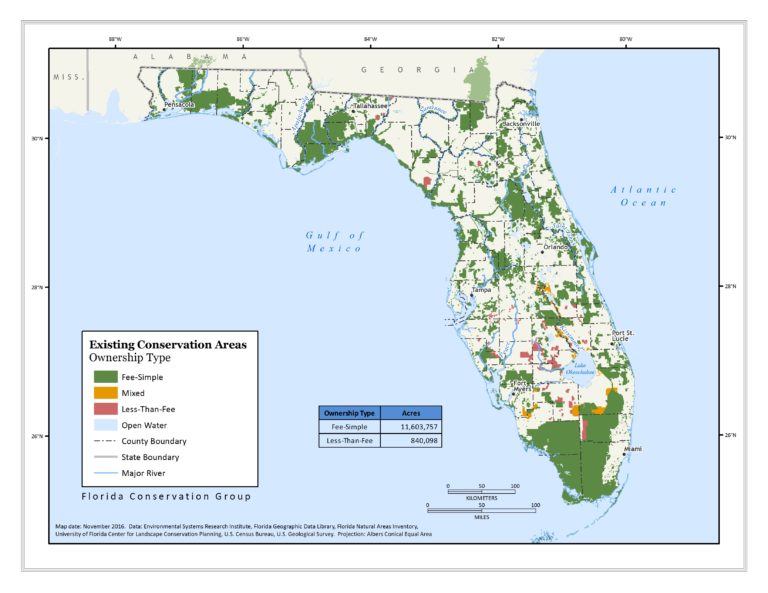 88°W 86°W 84°W 82°W 80°W
A L A B A M A
MISS.
G E O R G I A
Pensacola
Tallahassee
Jacksonville
30°N 30°N
Atlantic
Ocean
Gulf of
Mexico
Orlando
28°N 28°N
Tampa
Port St.
Lucie
Lake
Okeechobee
Fort
Myers
26°N 26°N
Miami
Existing Conservation Areas
Ownership Type
Fee-Simple
Mixed
Less-Than-Fee
Open Water
County Boundary
State Boundary
Major River
Ownership Type Acres
Fee-Simple 11,603,757
Less-Than-Fee 840,098
0 50 100
KILOMETERS
0 50 100
MILES
Florida Conservation Group
Map date: November 2016. Data: Environmental Systems Research Institute, Florida Geographic Data Library, Florida Natural Areas Inventory,
University of Florida Center for Landscape Conservation Planning, U.S. Census Bureau, U.S. Geological Survey. Projection: Albers Conical Equal Area